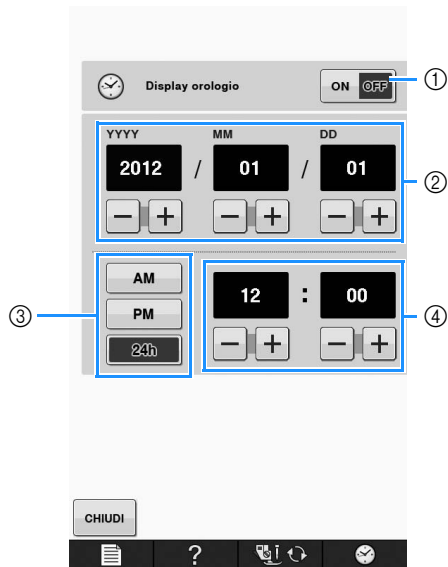 Display orologio ON OFF ①
YYYY MM DD
2012 / 01 / 01
②
− + − + − +
AM
12 : 00
③ PM ④
24h − + − +
CHIUDI
?